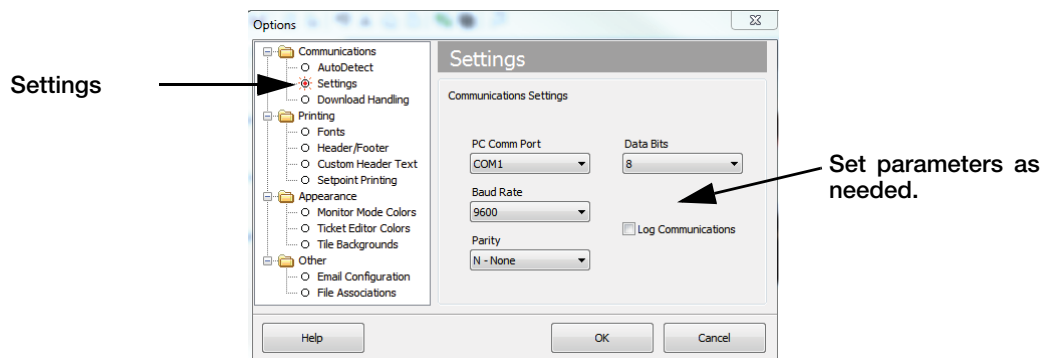 Options
Settings
Communications
AutoDetect
Settings
Download Handling
Printing
Fonts
Header/Footer
Custom Header Text
Setpoint Printing
Appearance
Monitor Mode Colors
Ticket Editor Colors
Tile Backgrounds
Other
Email Configuration
File Associations
Settings
Communications Settings
PC Comm Port
COM1
Baud Rate
9600
Parity
N - None
Data Bits
8
Log Communications
Set parameters as
needed.
Help
OK
Cancel